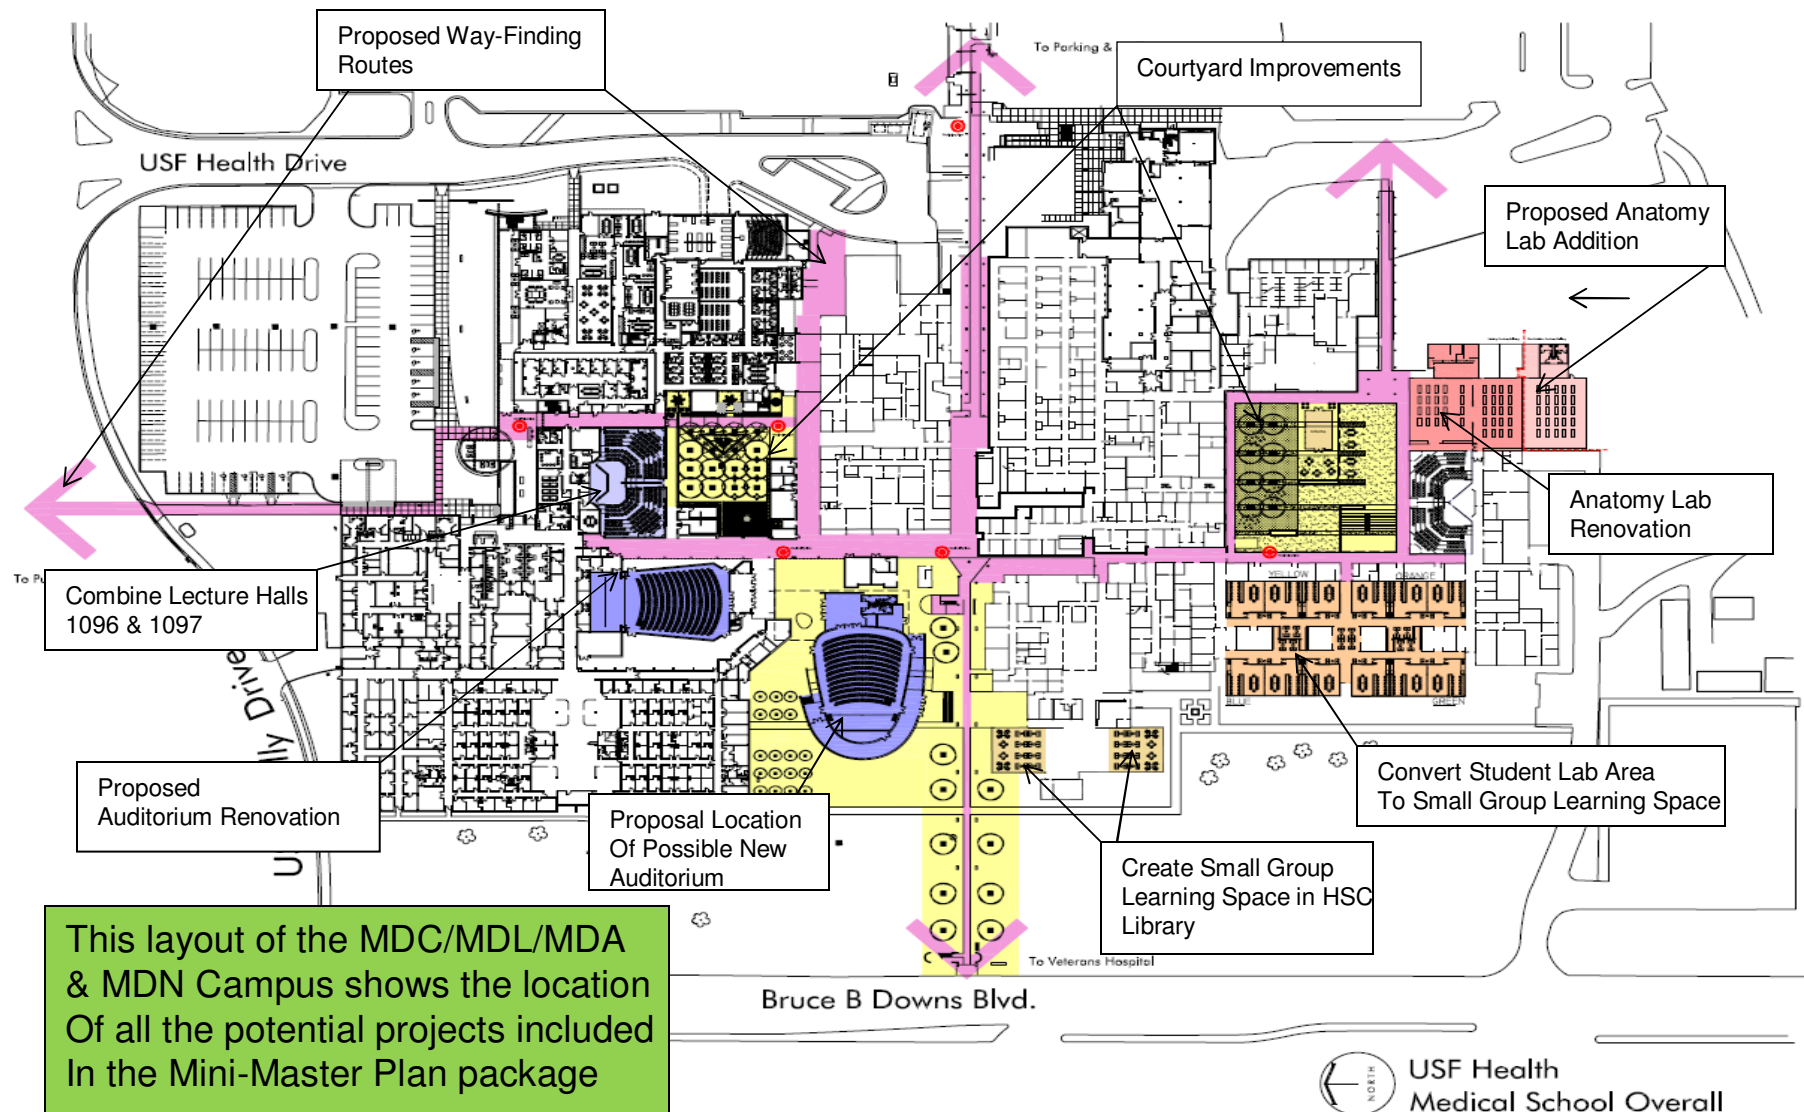 Proposed Way-Finding
Routes
To Parking &
Courtyard Improvements
USF Health Drive
Proposed Anatomy
Lab Addition
Anatomy Lab
Renovation
To Pu
Combine Lecture Halls
1096 & 1097
YELLOW
ORANGE
BLUE
GREEN
lly Drive
U
Proposed
Auditorium Renovation
Proposal Location
Of Possible New
Auditorium
Convert Student Lab Area
To Small Group Learning Space
Create Small Group
Learning Space in HSC
Library
This layout of the MDC/MDL/MDA
& MDN Campus shows the location
Of all the potential projects included
In the Mini-Master Plan package
To Veterans Hospital
Bruce B Downs Blvd.
NORTH
USF Health
Medical School Overall